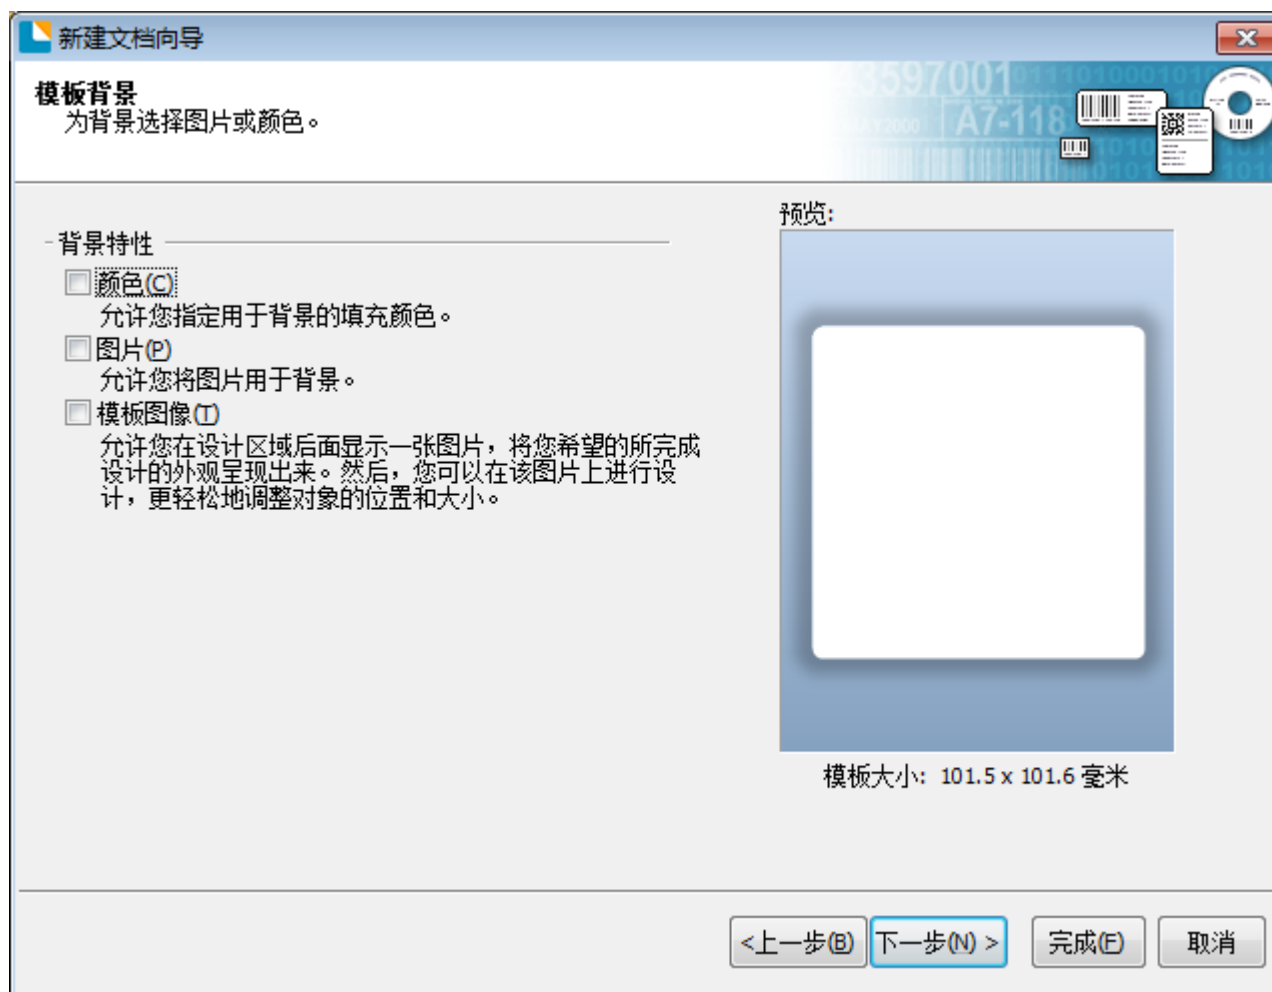 新建文档向导
模板背景
为背景选择图片或颜色。
43597001
A7-118
预览:
背景特性
颜色(C)
允许您指定用于背景的填充颜色。
图片(P)
允许您将图片用于背景。
模板图像(T)
允许您在设计区域后面显示一张图片，将您希望的所完成
设计的外观呈现出来。然后，您可以在该图片上进行设
计，更轻松地调整对象的位置和大小。
模板大小: 101.5 x 101.6 毫米
<上一步(B)
下一步(N) >
完成(F)
取消